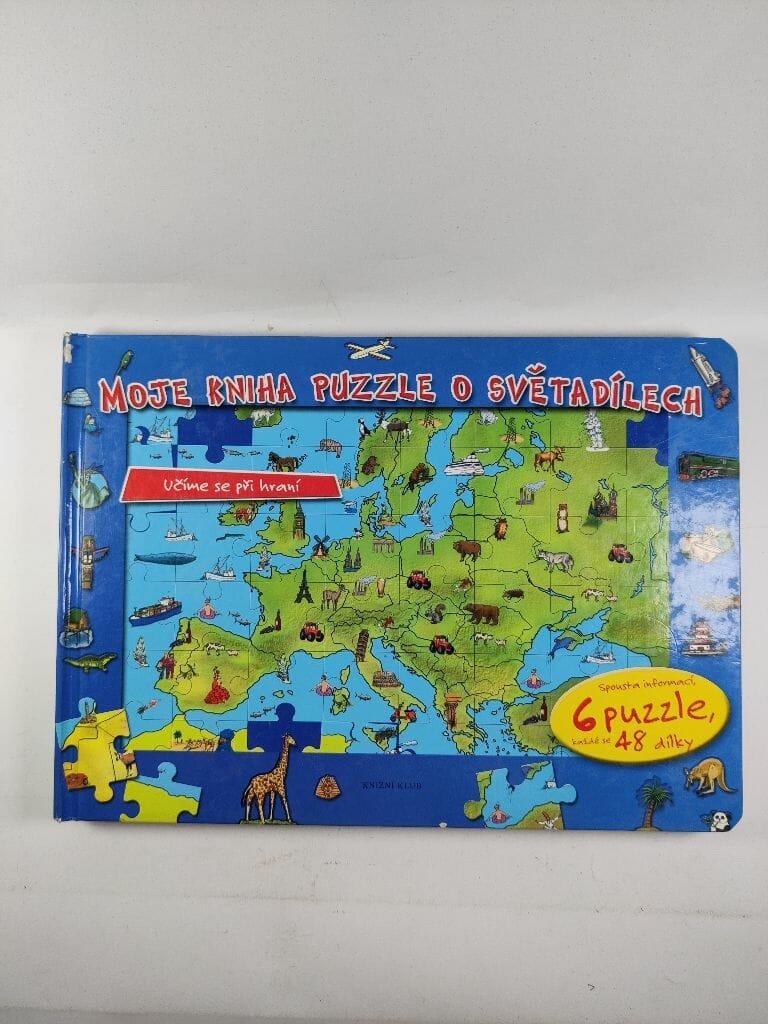 MOJE KNIHA PUZZLE O SVĚTADÍLECH
Učíme se při hraní
Spousta informací,
6 puzzle,
každé se 48 dílky
KNIŽNÍ KLUB